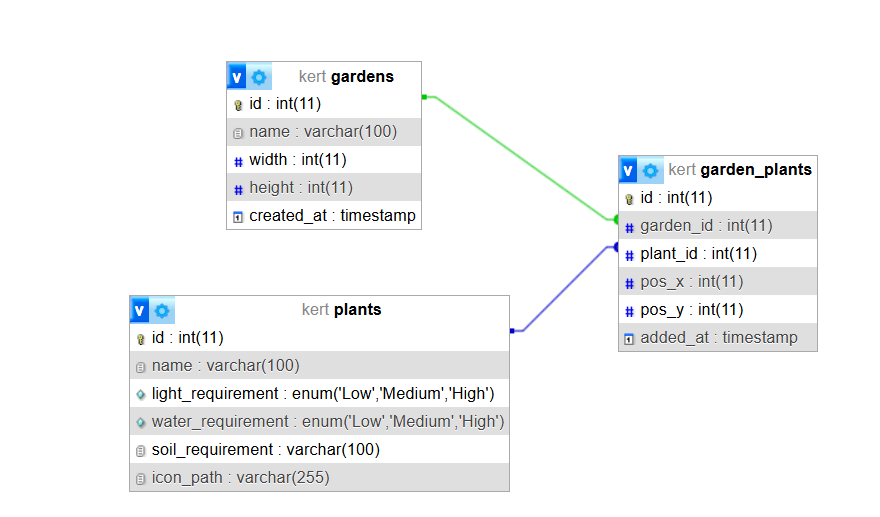 v kert gardens
id : int(11)
name : varchar(100)
width : int(11)
height : int(11)
created_at : timestamp
v kert garden_plants
id : int(11)
garden_id : int(11)
plant_id : int(11)
pos_x : int(11)
pos_y : int(11)
added_at : timestamp
v kert plants
id : int(11)
name : varchar(100)
light_requirement : enum('Low','Medium','High')
water_requirement : enum('Low','Medium','High')
soil_requirement : varchar(100)
icon_path : varchar(255)